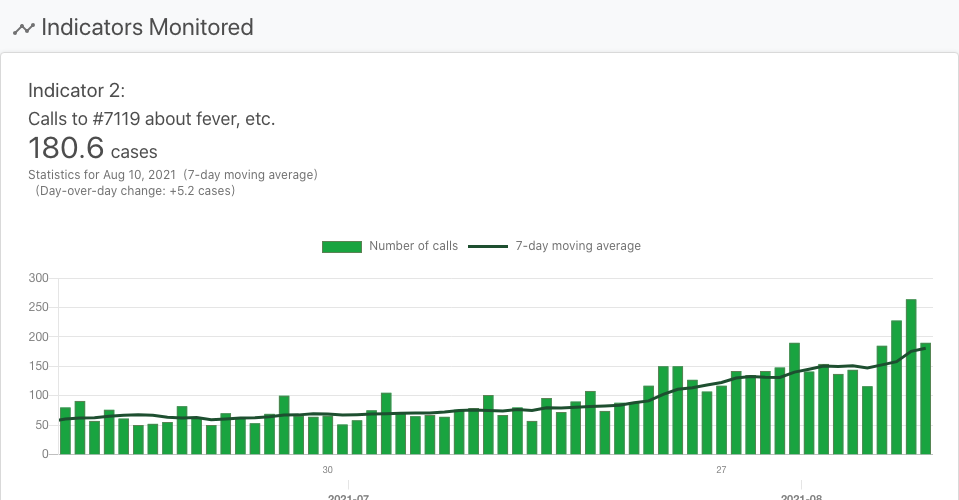 Indicators Monitored
Indicator 2:
Calls to #7119 about fever, etc.
180.6 cases
Statistics for Aug 10, 2021 (7-day moving average)
(Day-over-day change: +5.2 cases)
Number of calls 7-day moving average
300
250
200
150
100
50
0
30 27
2021-07 2021-08